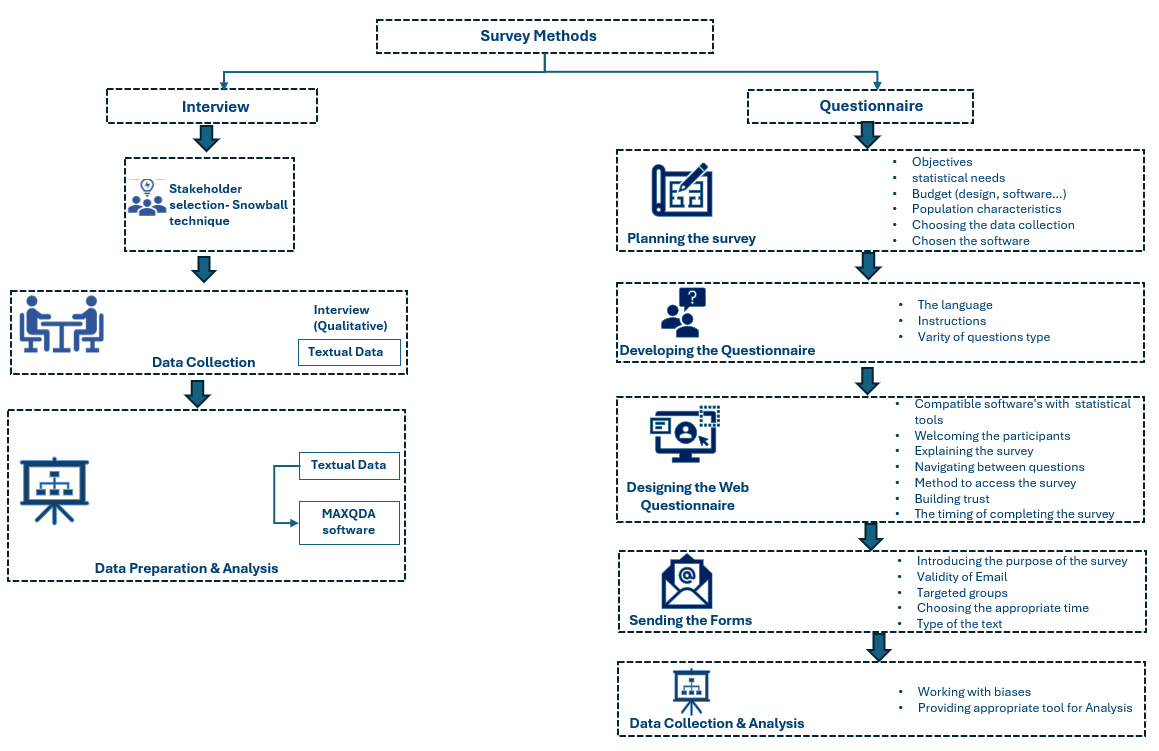 Survey Methods
Interview
Stakeholder
selection- Snowball
technique
Interview
(Qualitative)
Textual Data
Data Collection
Textual Data
MAXQDA
software
Data Preparation & Analysis
Questionnaire
• Objectives
• statistical needs
• Budget (design, software...)
• Population characteristics
• Choosing the data collection
• Chosen the software
Planning the survey
?
• The language
• Instructions
• Varity of questions type
Developing the Questionnaire
• Compatible software's with statistical
tools
• Welcoming the participants
• Explaining the survey
• Navigating between questions
• Method to access the survey
• Building trust
• The timing of completing the survey
Designing the Web
Questionnaire
@
• Introducing the purpose of the survey
• Validity of Email
• Targeted groups
• Choosing the appropriate time
• Type of the text
Sending the Forms
• Working with biases
• Providing appropriate tool for Analysis
Data Collection & Analysis